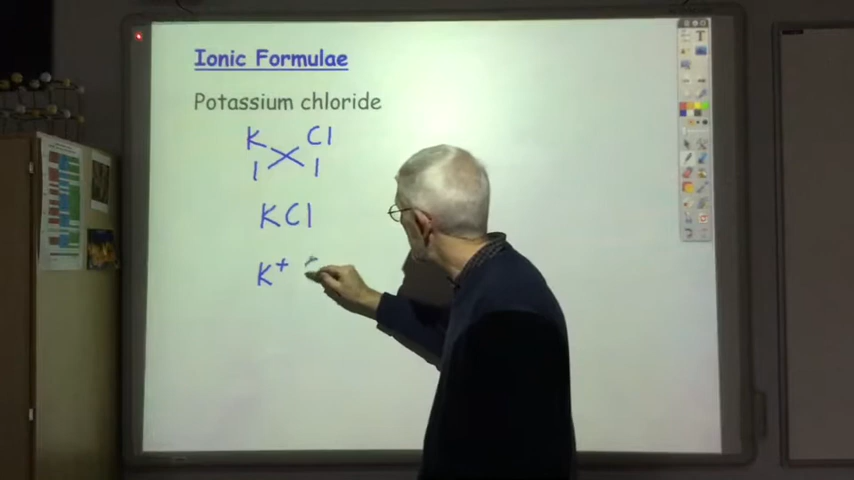 Ionic Formulae
Potassium chloride
K Cl
1 1
KCl
K+
T